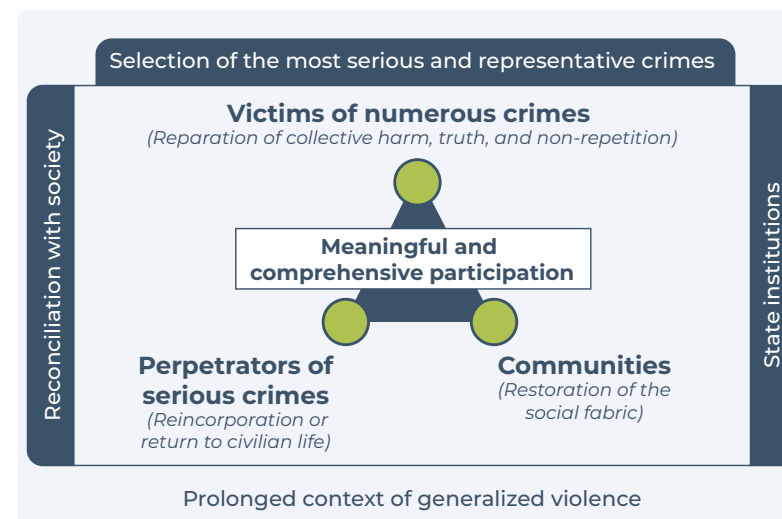 Selection of the most serious and representative crimes
Reconciliation with society
Victims of numerous crimes
(Reparation of collective harm, truth, and non-repetition)
Meaningful and
comprehensive participation
Perpetrators of
serious crimes
(Reincorporation or
return to civilian life)
Communities
(Restoration of the
social fabric)
State institutions
Prolonged context of generalized violence